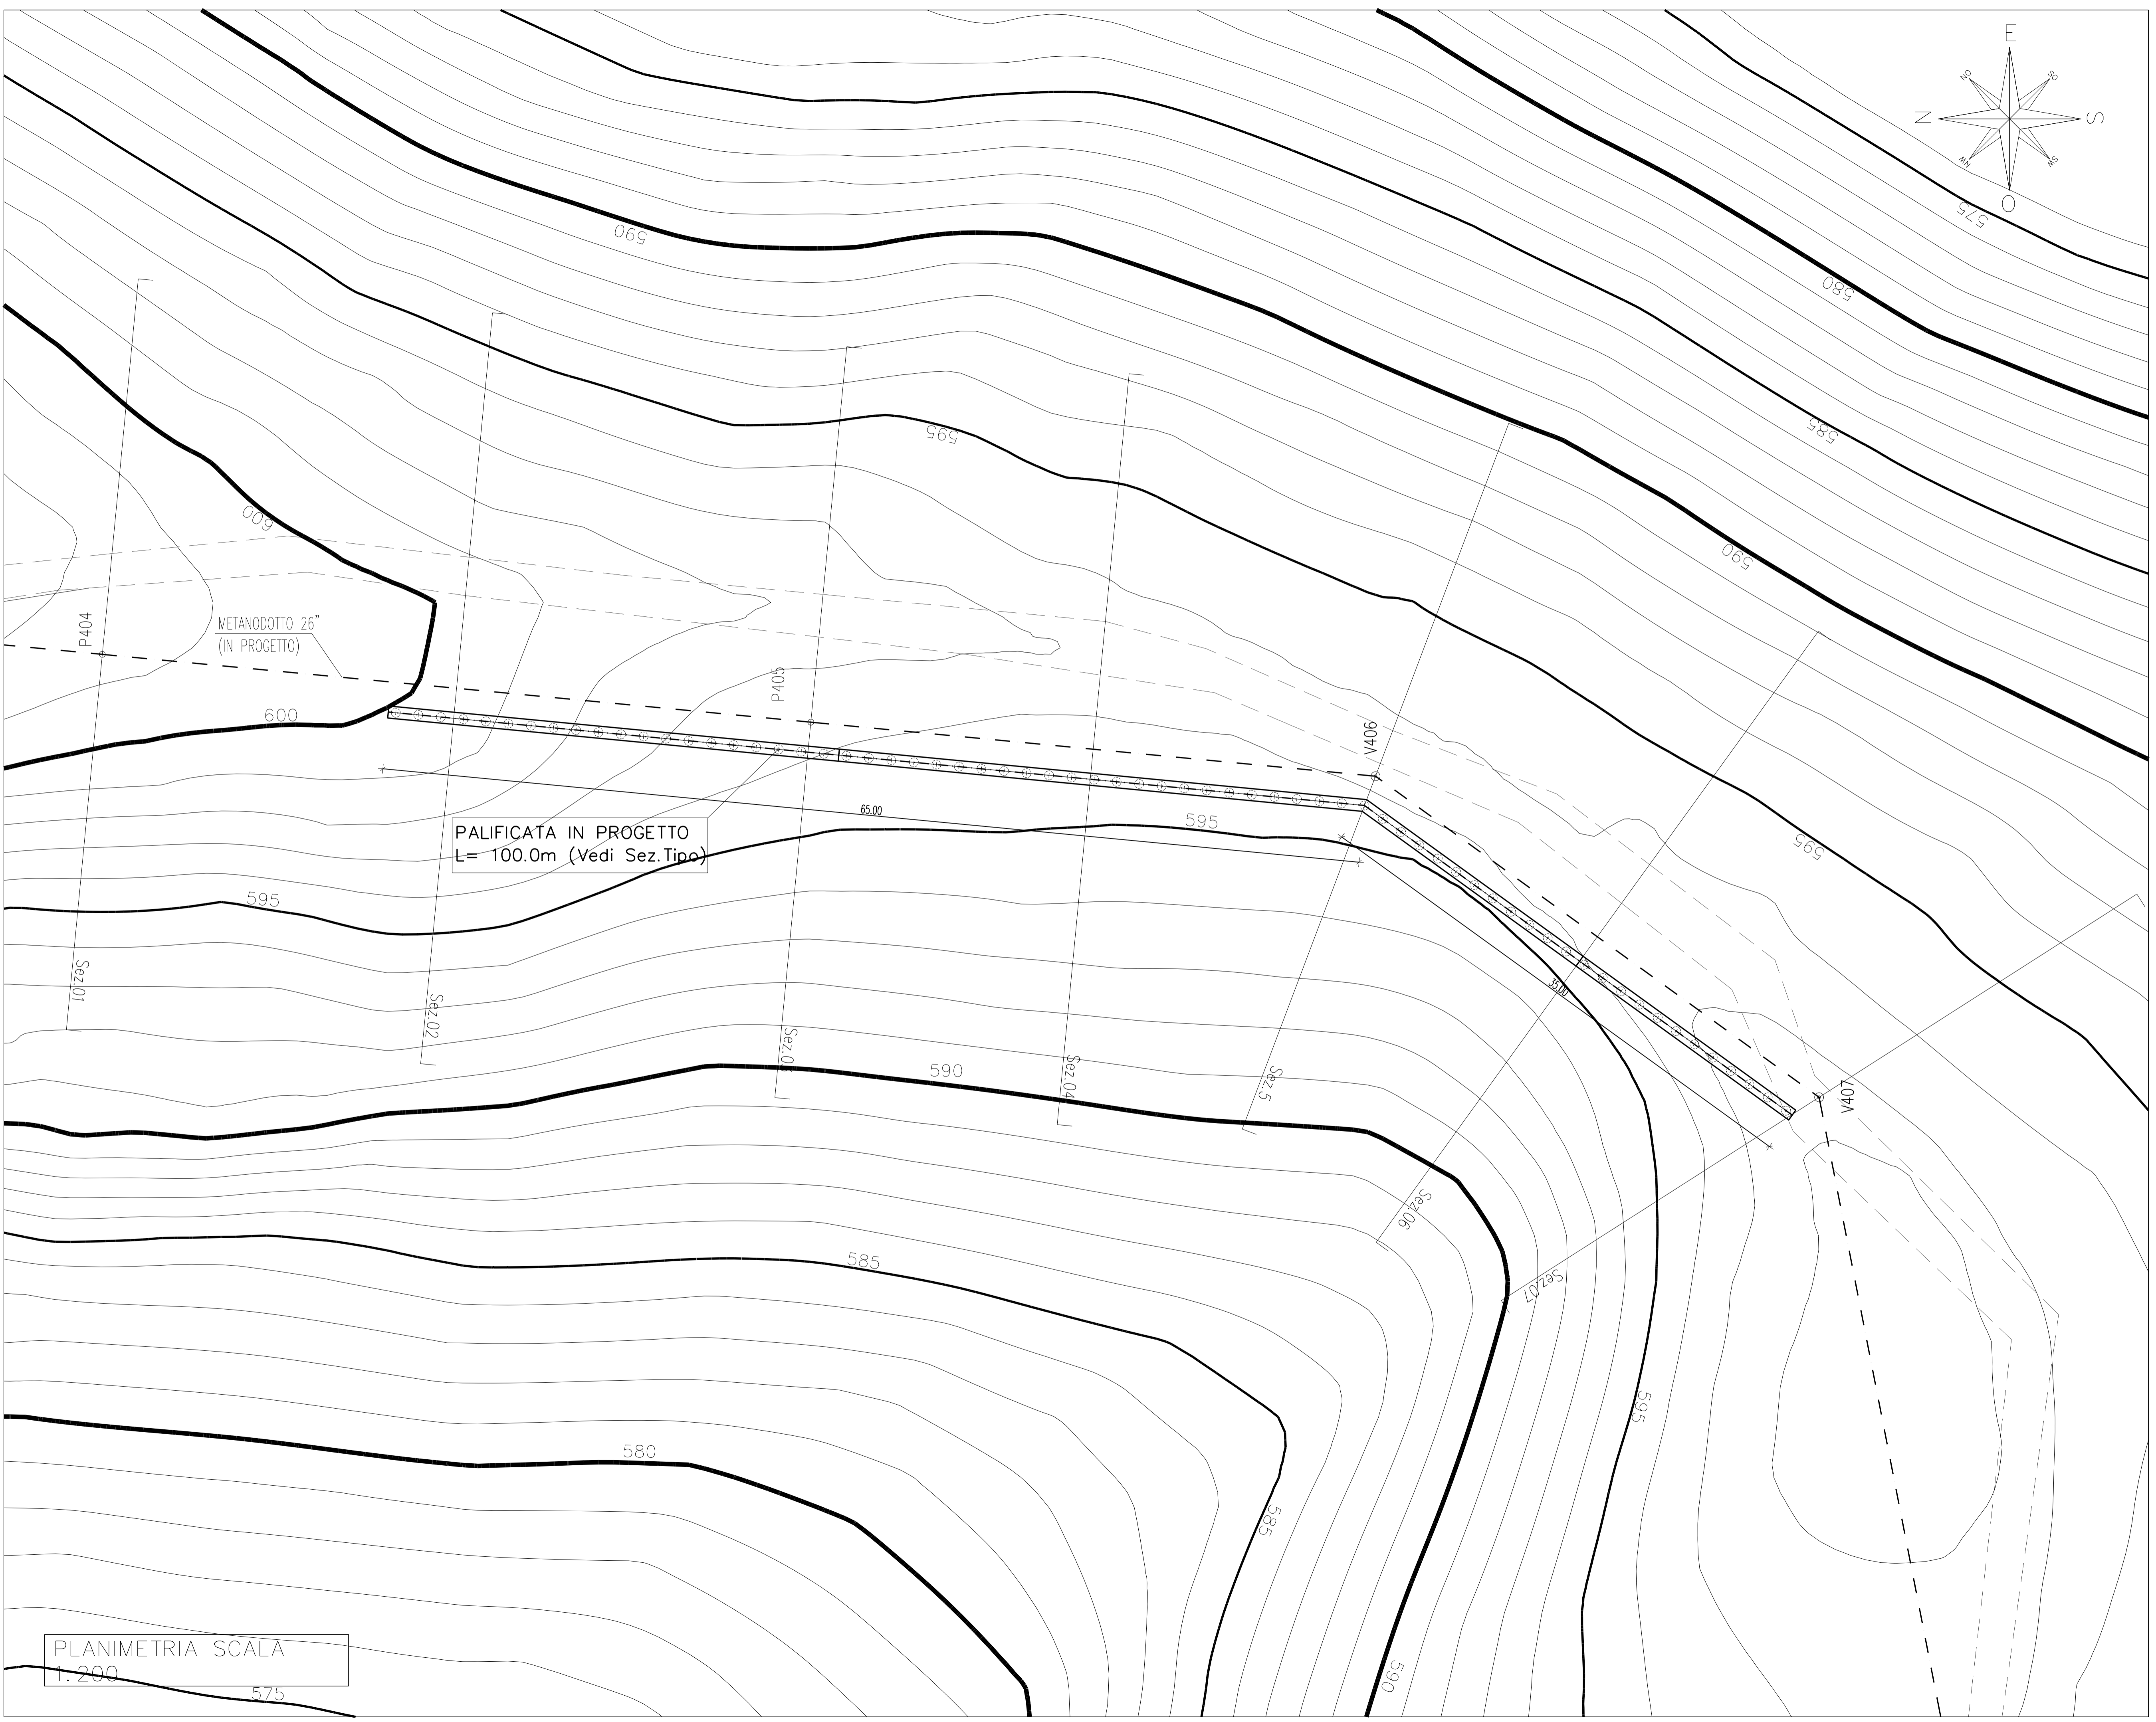 E
NO
SO
N
S
NW
SW
O
575
590
580
585
595
600
590
P404
METANODOTTO 26"
(IN PROGETTO)
P405
600
V406
65.00
595
PALIFICATA IN PROGETTO
L= 100.0m (Vedi Sez.Tipo)
595
595
35.00
Sez.01
Sez.02
Sez.03
Sez.04
Sez.5
590
V407
Sez.06
585
Sez.07
595
580
585
PLANIMETRIA SCALA
1:200
590
575